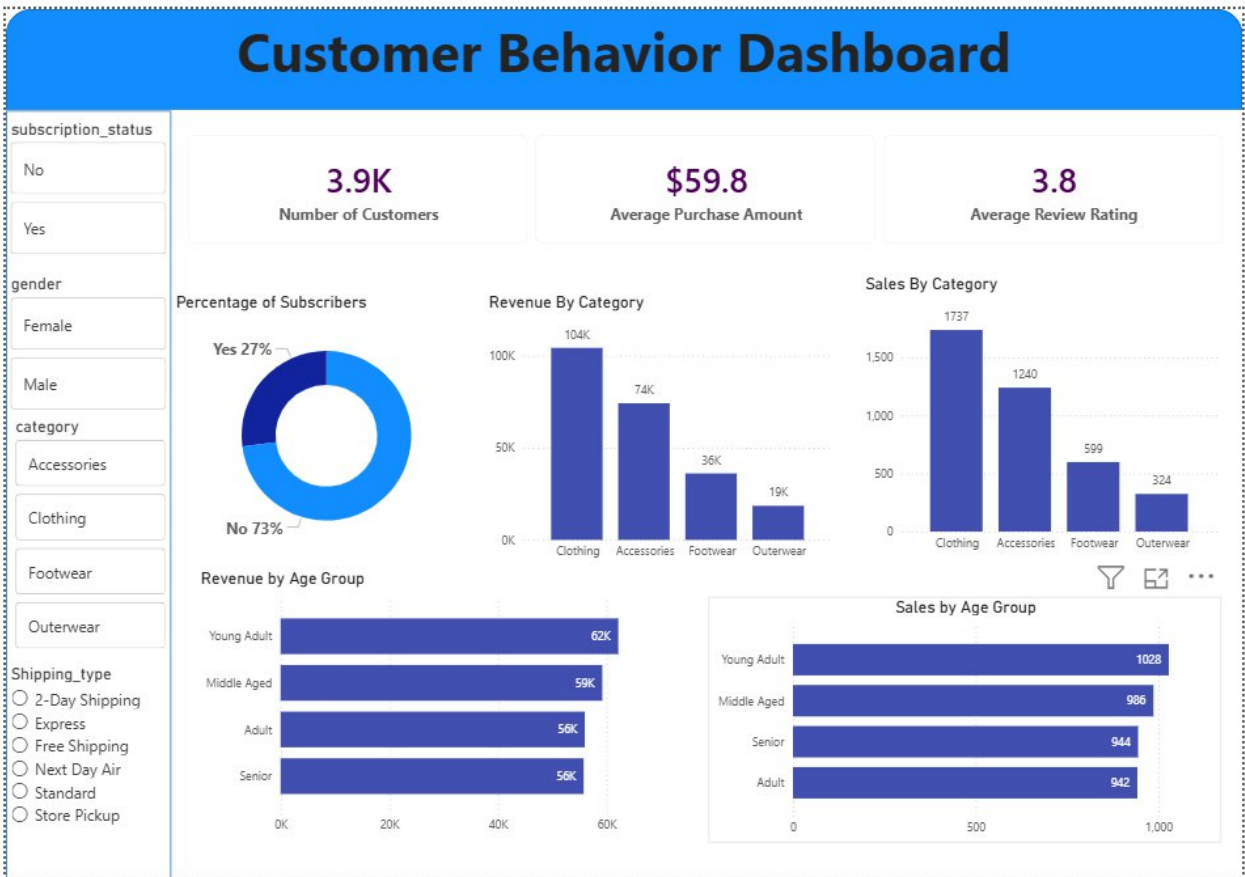 Customer Behavior Dashboard
subscription_status
No
Yes
gender
Female
Male
category
Accessories
Clothing
Footwear
Outerwear
Shipping_type
2-Day Shipping
Express
Free Shipping
Next Day Air
Standard
Store Pickup
3.9K
Number of Customers
$59.8
Average Purchase Amount
3.8
Average Review Rating
Percentage of Subscribers
Yes 27%
No 73%
Revenue By Category
104K
100K
74K
50K
36K
19K
0K
Clothing Accessories Footwear Outerwear
Sales By Category
1737
1,500
1240
1,000
599
500
324
0
Clothing Accessories Footwear Outerwear
Revenue by Age Group
Young Adult 62K
Middle Aged 59K
Adult 56K
Senior 56K
0K 20K 40K 60K
Sales by Age Group
Young Adult 1028
Middle Aged 986
Senior 944
Adult 942
0 500 1,000